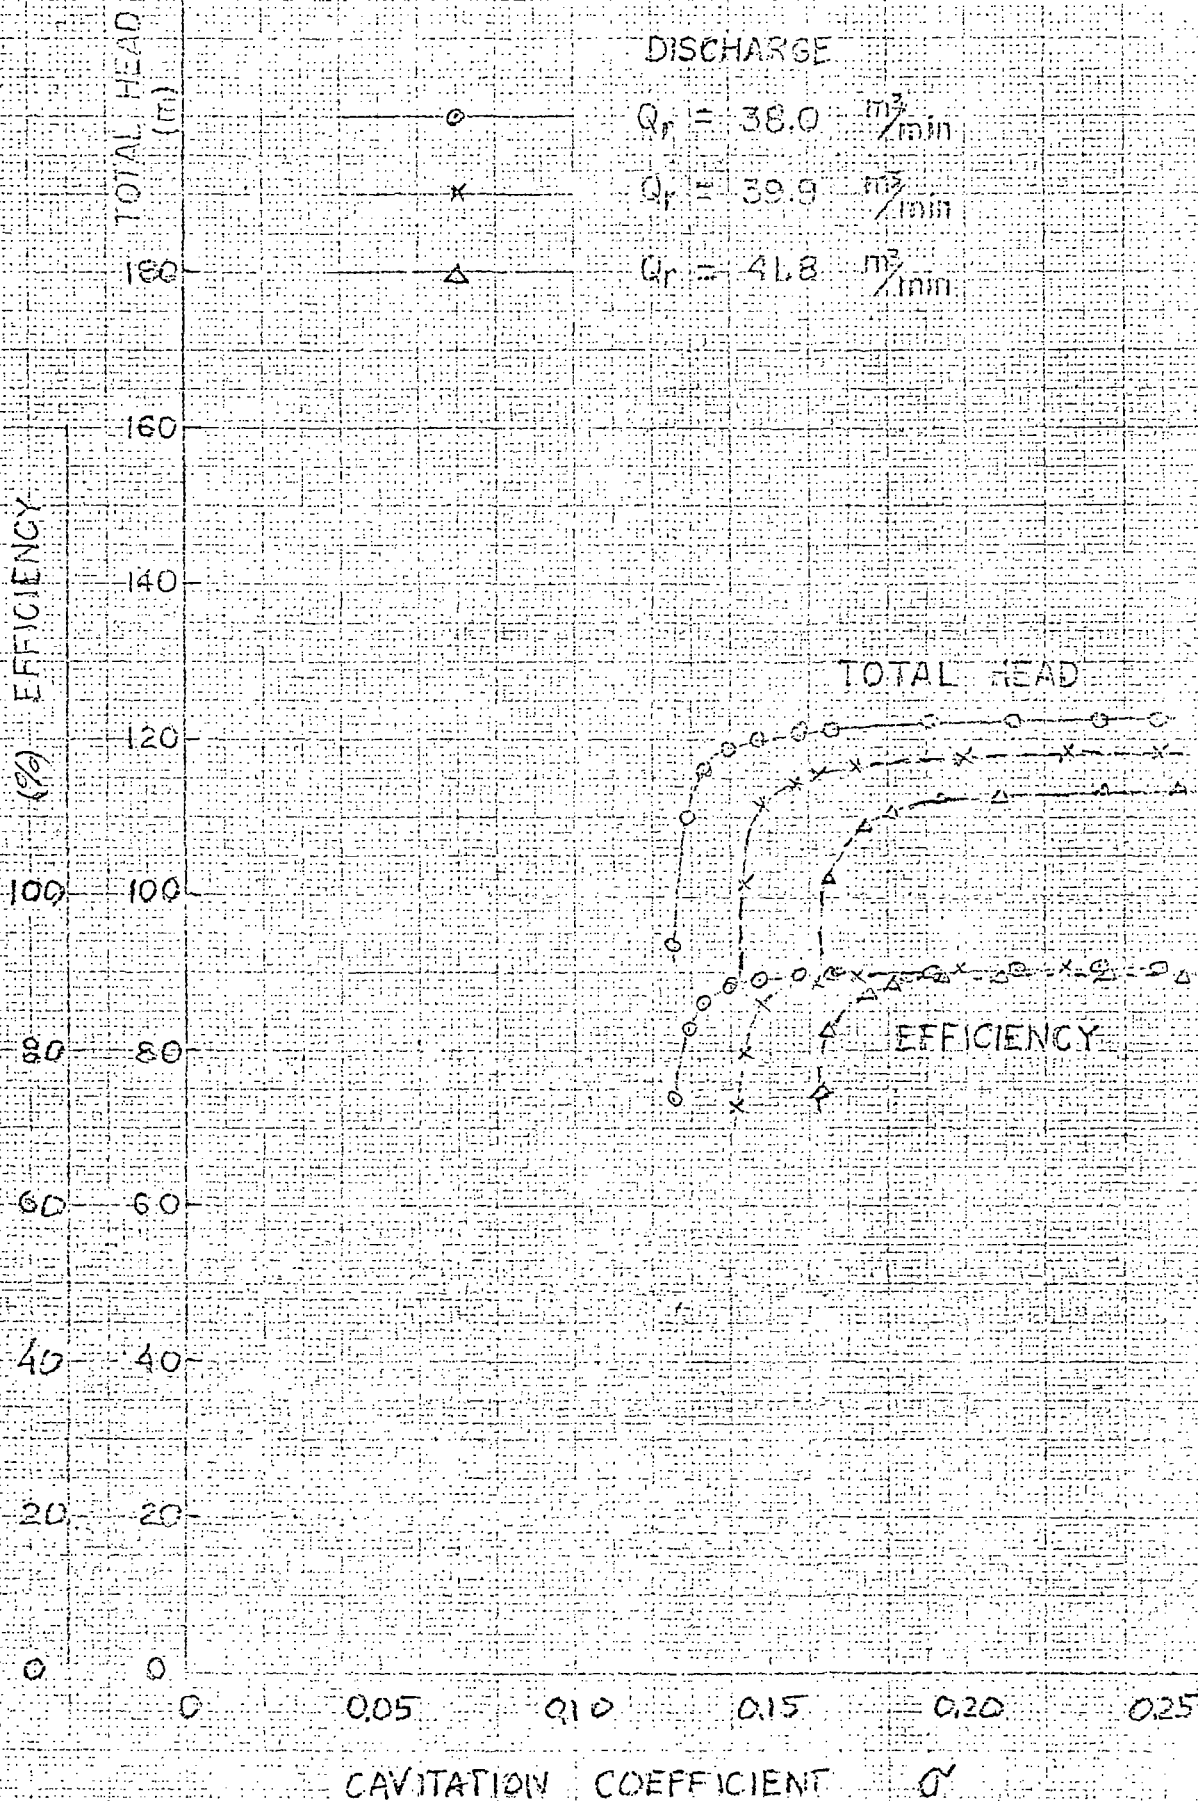 TOTAL HEAD
(m)
DISCHARGE
Qr = 38.0 m³/min
Qr = 39.9 m³/min
Qr = 41.8 m³/min
180
160
140
120
100
80
60
40
20
0
EFFICIENCY
(%)
100
80
60
40
20
0
TOTAL HEAD
EFFICIENCY
0 0.05 0.10 0.15 0.20 0.25
CAVITATION COEFFICIENT σ